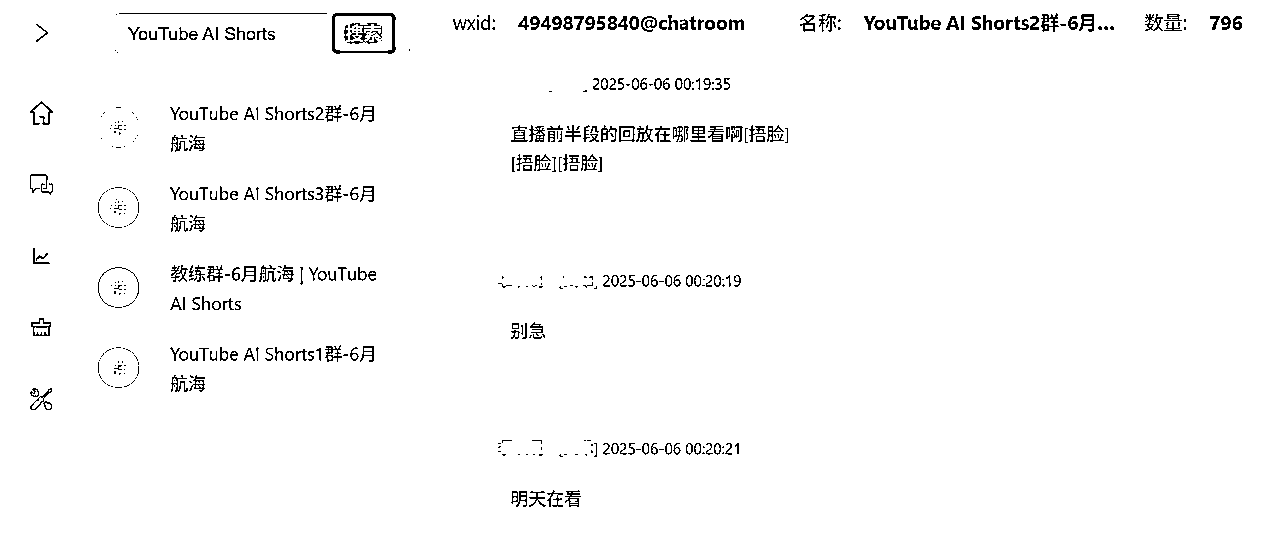 YouTube AI Shorts
搜索
wxid: 49498795840@chatroom 名称: YouTube AI Shorts2群-6月... 数量: 796
YouTube AI Shorts2群-6月
航海
YouTube AI Shorts3群-6月
航海
教练群-6月航海 | YouTube
AI Shorts
YouTube AI Shorts1群-6月
航海
2025-06-06 00:19:35
直播前半段的回放在哪里看啊[捂脸]
[捂脸][捂脸]
2025-06-06 00:20:19
别急
2025-06-06 00:20:21
明天在看